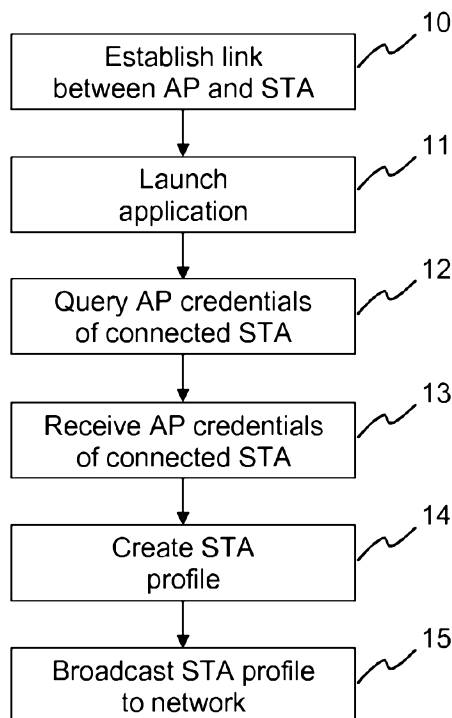 10
Establish link
between AP and STA
11
Launch
application
12
Query AP credentials
of connected STA
13
Receive AP credentials
of connected STA
14
Create STA
profile
15
Broadcast STA profile
to network